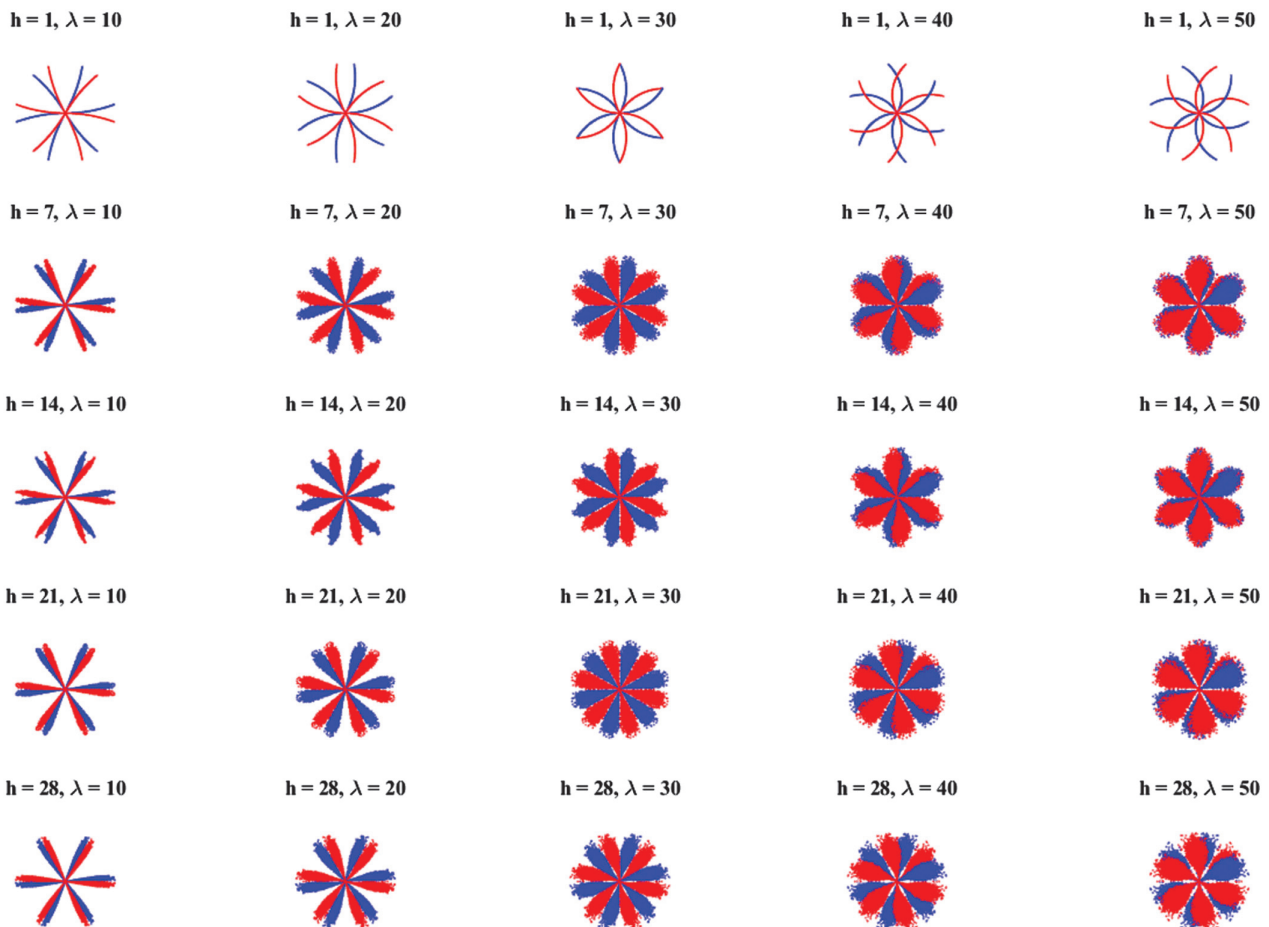 h = 1, λ = 10
h = 1, λ = 20
h = 1, λ = 30
h = 1, λ = 40
h = 1, λ = 50
h = 7, λ = 10
h = 7, λ = 20
h = 7, λ = 30
h = 7, λ = 40
h = 7, λ = 50
h = 14, λ = 10
h = 14, λ = 20
h = 14, λ = 30
h = 14, λ = 40
h = 14, λ = 50
h = 21, λ = 10
h = 21, λ = 20
h = 21, λ = 30
h = 21, λ = 40
h = 21, λ = 50
h = 28, λ = 10
h = 28, λ = 20
h = 28, λ = 30
h = 28, λ = 40
h = 28, λ = 50